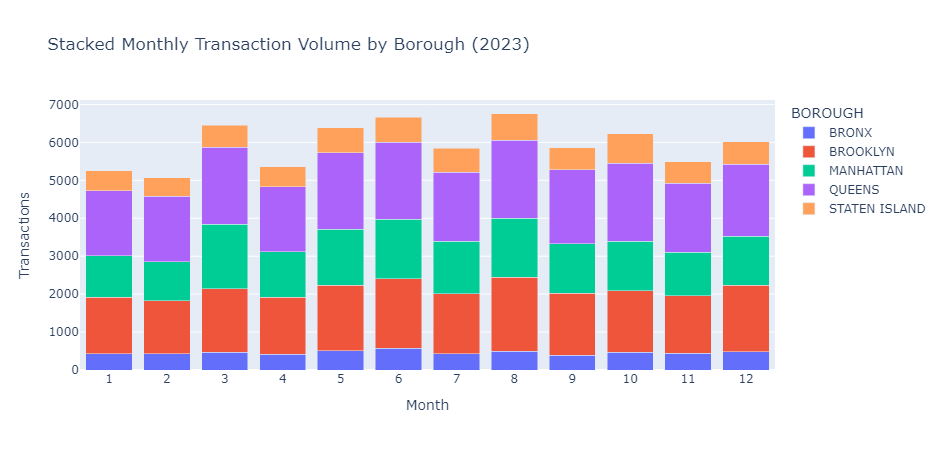 Stacked Monthly Transaction Volume by Borough (2023)
7000
6000
5000
4000
3000
2000
1000
0
Transactions
1 2 3 4 5 6 7 8 9 10 11 12
Month
BOROUGH
BRONX
BROOKLYN
MANHATTAN
QUEENS
STATEN ISLAND